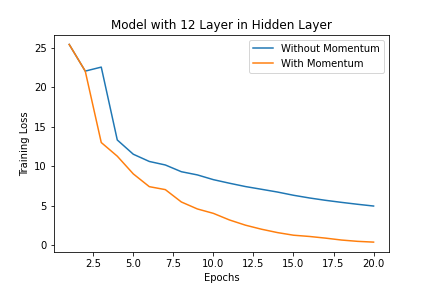 Model with 12 Layer in Hidden Layer
Without Momentum
With Momentum
Training Loss
25
20
15
10
5
0
2.5 5.0 7.5 10.0 12.5 15.0 17.5 20.0
Epochs